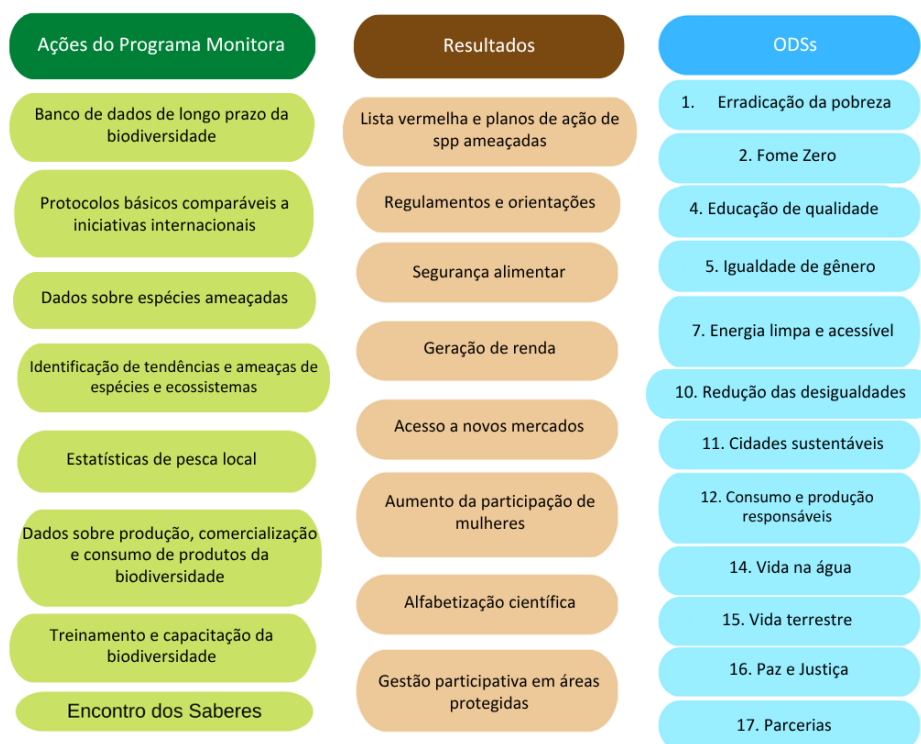 Ações do Programa Monitora
Banco de dados de longo prazo da
biodiversidade
Protocolos básicos comparáveis a
iniciativas internacionais
Dados sobre espécies ameaçadas
Identificação de tendências e ameaças de
espécies e ecossistemas
Estatísticas de pesca local
Dados sobre produção, comercialização
e consumo de produtos da
biodiversidade
Treinamento e capacitação da
biodiversidade
Encontro dos Saberes
Resultados
Lista vermelha e planos de ação de
spp ameaçadas
Regulamentos e orientações
Segurança alimentar
Geração de renda
Acesso a novos mercados
Aumento da participação de
mulheres
Alfabetização científica
Gestão participativa em áreas
protegidas
ODSs
1. Erradicação da pobreza
2. Fome Zero
4. Educação de qualidade
5. Igualdade de gênero
7. Energia limpa e acessível
10. Redução das desigualdades
11. Cidades sustentáveis
12. Consumo e produção
responsáveis
14. Vida na água
15. Vida terrestre
16. Paz e Justiça
17. Parcerias